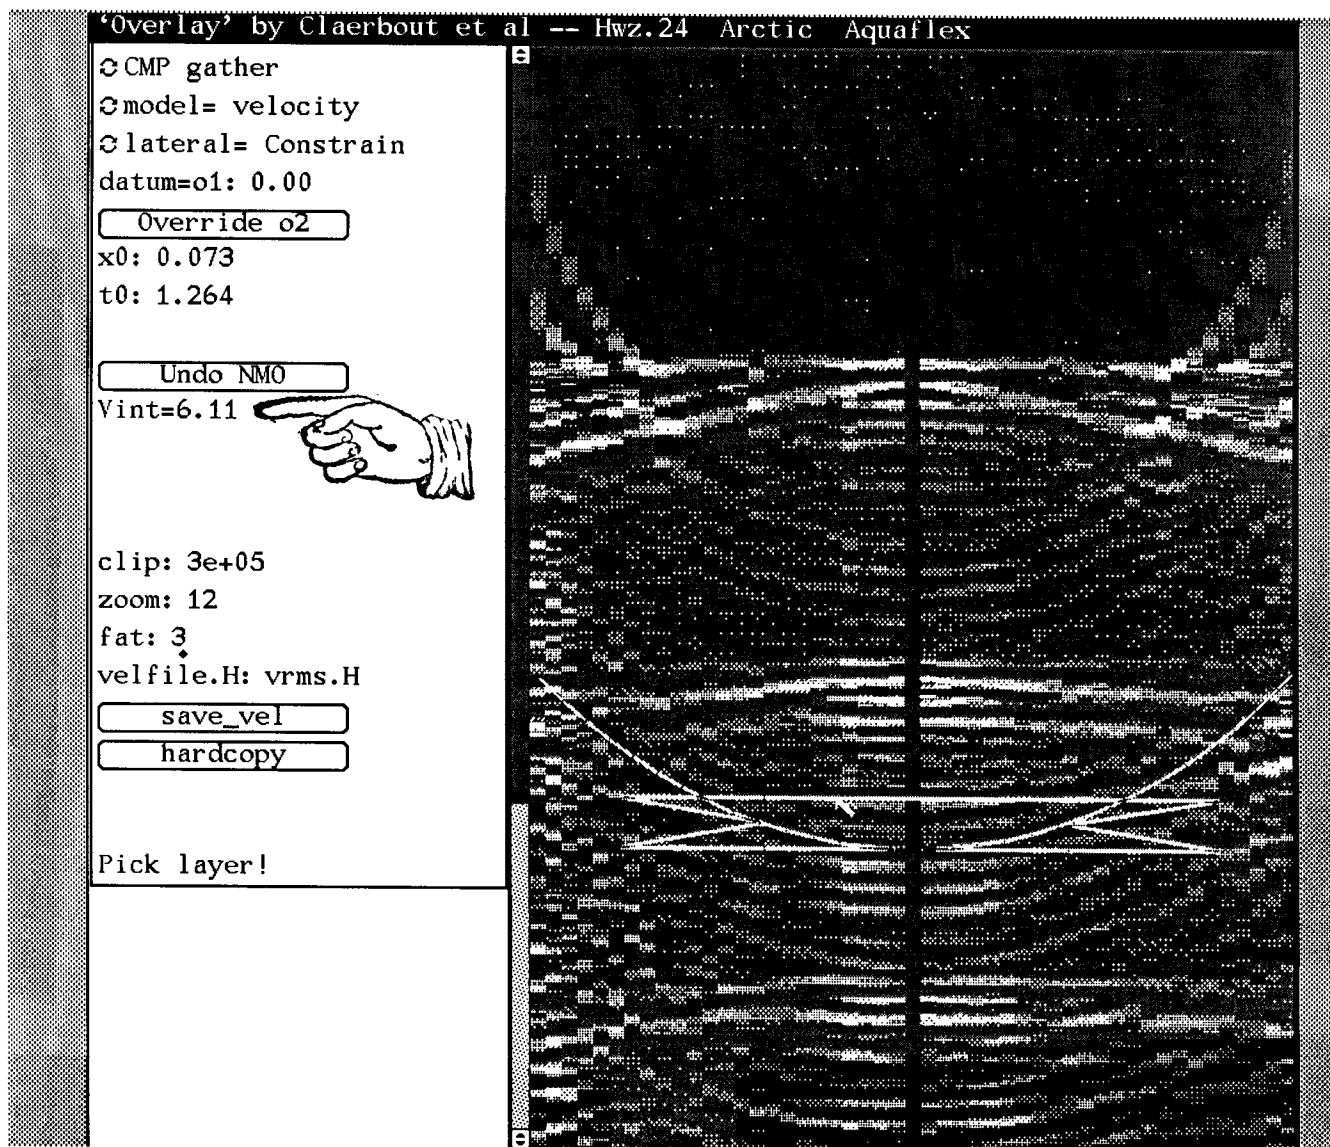 ‘Overlay’ by Claerbout et al -- Hwz.24 Arctic Aquaflex
CMP gather
model= velocity
lateral= Constrain
datum=o1: 0.00
Override o2
x0: 0.073
t0: 1.264
Undo NMO
Vint=6.11
clip: 3e+05
zoom: 12
fat: 3
velfile.H: vrms.H
save_vel
hardcopy
Pick layer!